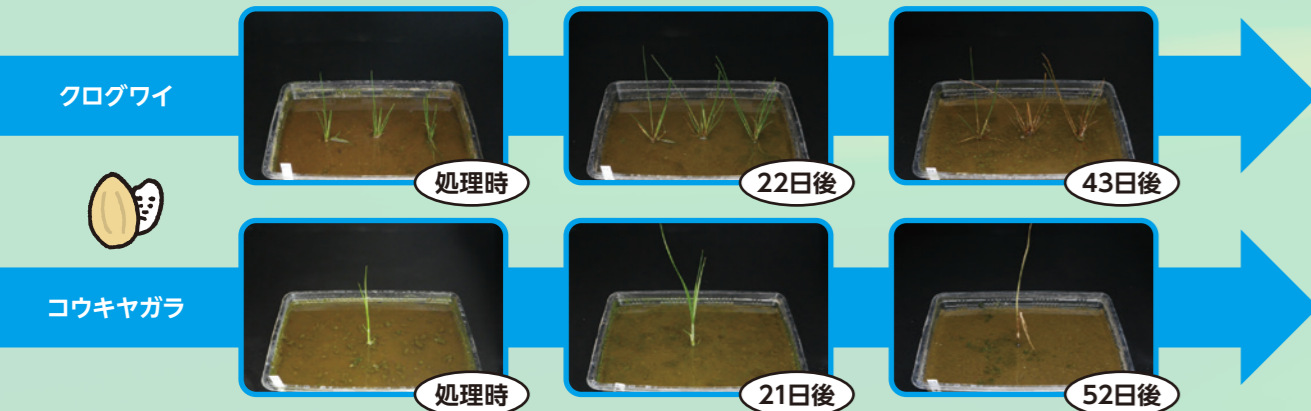 クログワイ
処理時
22日後
43日後
コウキヤガラ
処理時
21日後
52日後